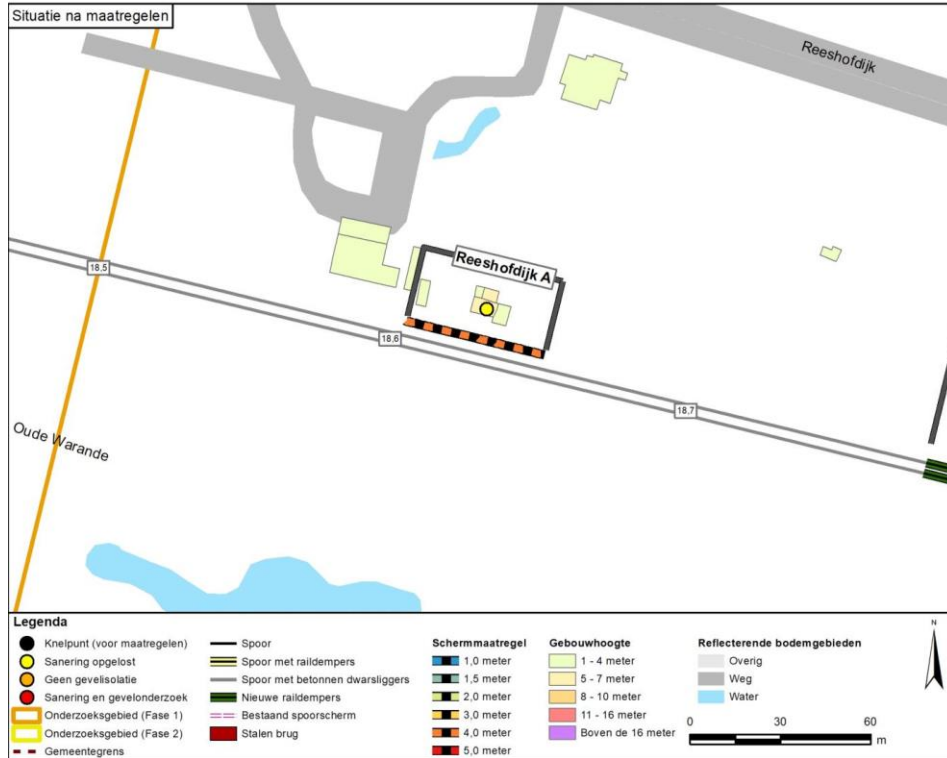 Situatie na maatregelen
Reeshofdijk
Reeshofdijk A
18,5
18,6
18,7
Oude Warande
Legenda
Knelpunt (voor maatregelen)
Sanering opgelost
Geen gevelisolatie
Sanering en gevelonderzoek
Onderzoeksgebied (Fase 1)
Onderzoeksgebied (Fase 2)
Gemeentegrens
Spoor
Spoor met raildempers
Spoor met betonnen dwarsliggers
Nieuwe raildempers
Bestaand spoorscherm
Stalen brug
Schermmaatregel
1,0 meter
1,5 meter
2,0 meter
3,0 meter
4,0 meter
5,0 meter
Gebouwhoogte
1 - 4 meter
5 - 7 meter
8 - 10 meter
11 - 16 meter
Boven de 16 meter
Reflecterende bodemgebieden
Overig
Weg
Water
N
0 30 60
m